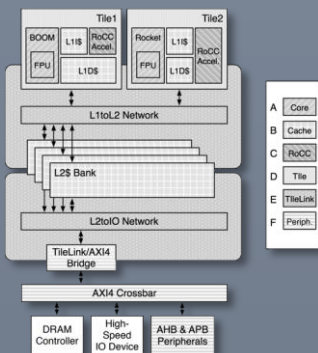 Tile1
Tile2
BOOM
FPU
L1I$
RoCC
Accel.
L1D$
Rocket
FPU
L1I$
L1D$
RoCC
Accel.
L1toL2 Network
L2$ Bank
L2toIO Network
TileLink/AXI4
Bridge
AXI4 Crossbar
DRAM
Controller
High-
Speed
IO Device
AHB & APB
Peripherals
A Core
B Cache
C RoCC
D Tile
E TileLink
F Periph.